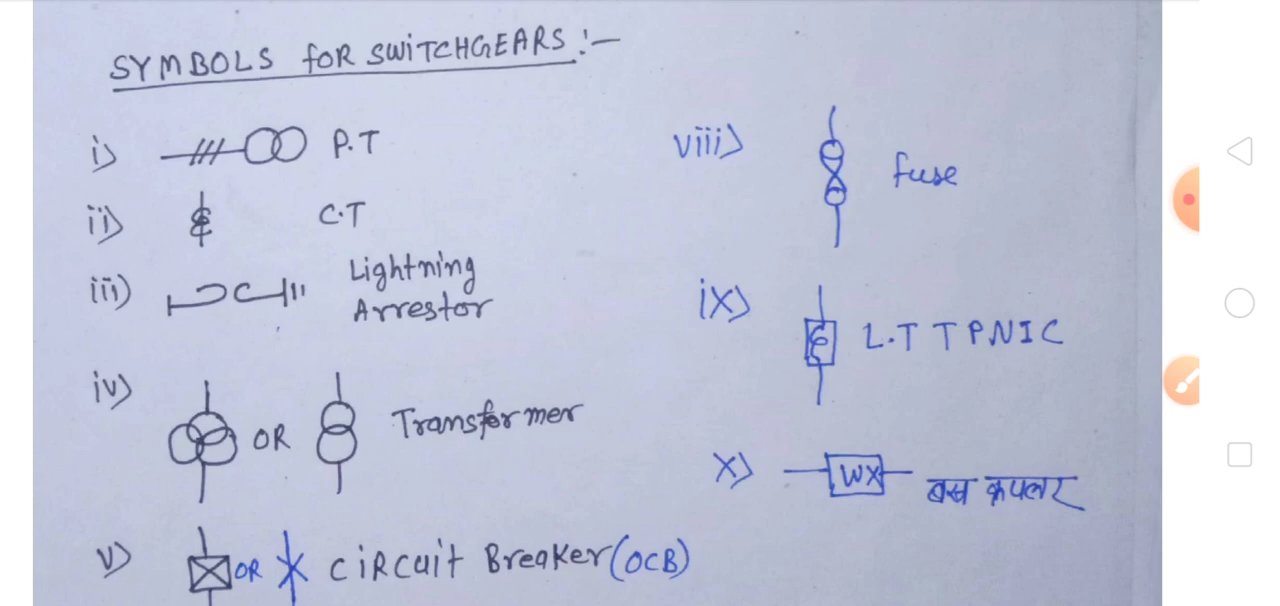 SYMBOLS foR SWiTCHGEARS :-
i) P.T
ii) C.T
iii) Lightning
Arrestor
iv) OR Transformer
v) OR CiRCuit BreaKer (OCB)
viii) fuse
ix) L.T TPNIC
x) WX बस कपलर